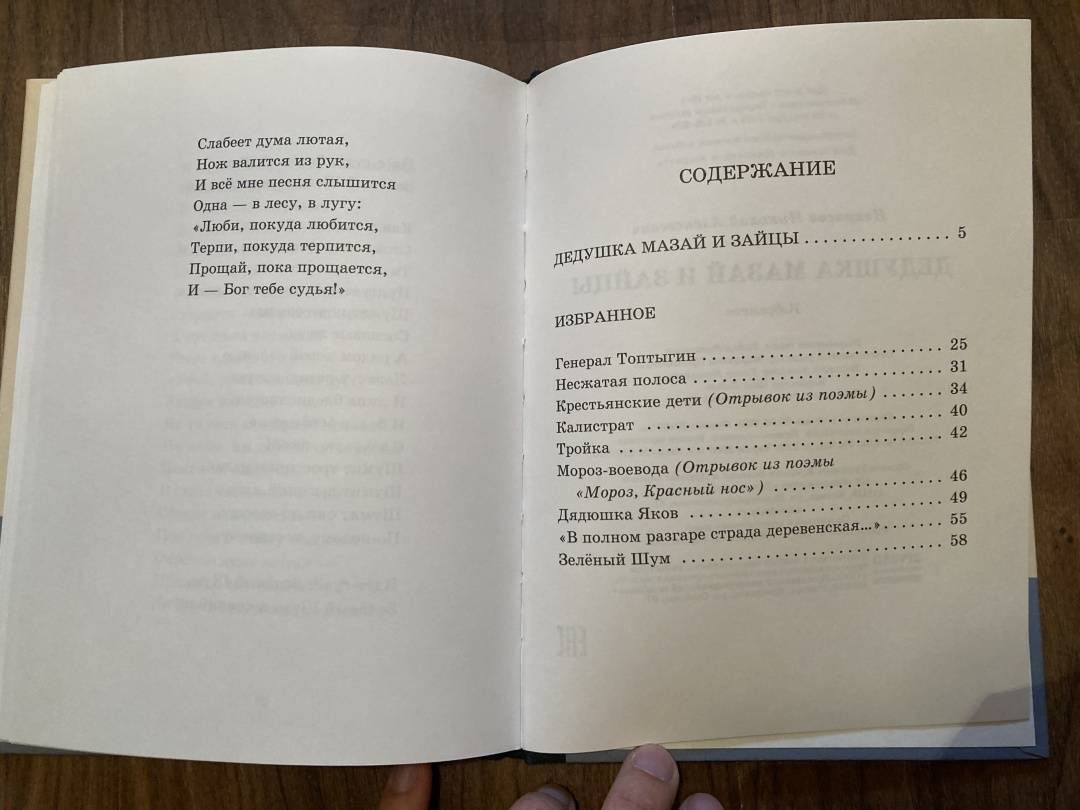 Слабеет дума лютая,
Нож валится из рук,
И всё мне песня слышится
Одна — в лесу, в лугу:
«Люби, покуда любится,
Терпи, покуда терпится,
Прощай, пока прощается,
И — Бог тебе судья!»
СОДЕРЖАНИЕ
ДЕДУШКА МАЗАЙ И ЗАЙЦЫ . . . . . . . . . . . . . . . . 5
ИЗБРАННОЕ
Генерал Топтыгин . . . . . . . . . . . . . . . . . . . . . . . . . . 25
Несжатая полоса . . . . . . . . . . . . . . . . . . . . . . . . . . . 31
Крестьянские дети (Отрывок из поэмы) . . . . . . . 34
Калистрат . . . . . . . . . . . . . . . . . . . . . . . . . . . . . . . . 40
Тройка . . . . . . . . . . . . . . . . . . . . . . . . . . . . . . . . . . . 42
Мороз-воевода (Отрывок из поэмы
«Мороз, Красный нос») . . . . . . . . . . . . . . . . . . . 46
Дядюшка Яков . . . . . . . . . . . . . . . . . . . . . . . . . . . . 49
«В полном разгаре страда деревенская...» . . . . . . . 55
Зелёный Шум . . . . . . . . . . . . . . . . . . . . . . . . . . . . . 58